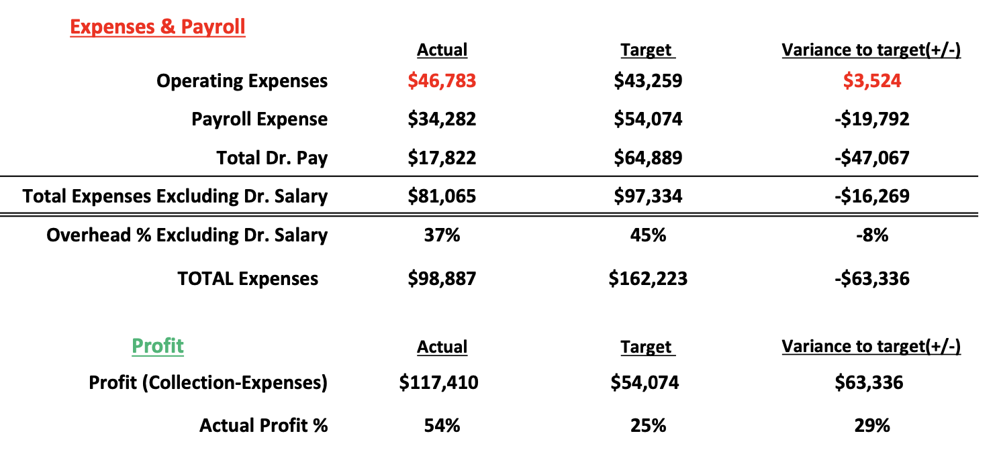 Expenses & Payroll
Actual Target Variance to target(+/-)
Operating Expenses $46,783 $43,259 $3,524
Payroll Expense $34,282 $54,074 -$19,792
Total Dr. Pay $17,822 $64,889 -$47,067
Total Expenses Excluding Dr. Salary $81,065 $97,334 -$16,269
Overhead % Excluding Dr. Salary 37% 45% -8%
TOTAL Expenses $98,887 $162,223 -$63,336
Profit Actual Target Variance to target(+/-)
Profit (Collection-Expenses) $117,410 $54,074 $63,336
Actual Profit % 54% 25% 29%